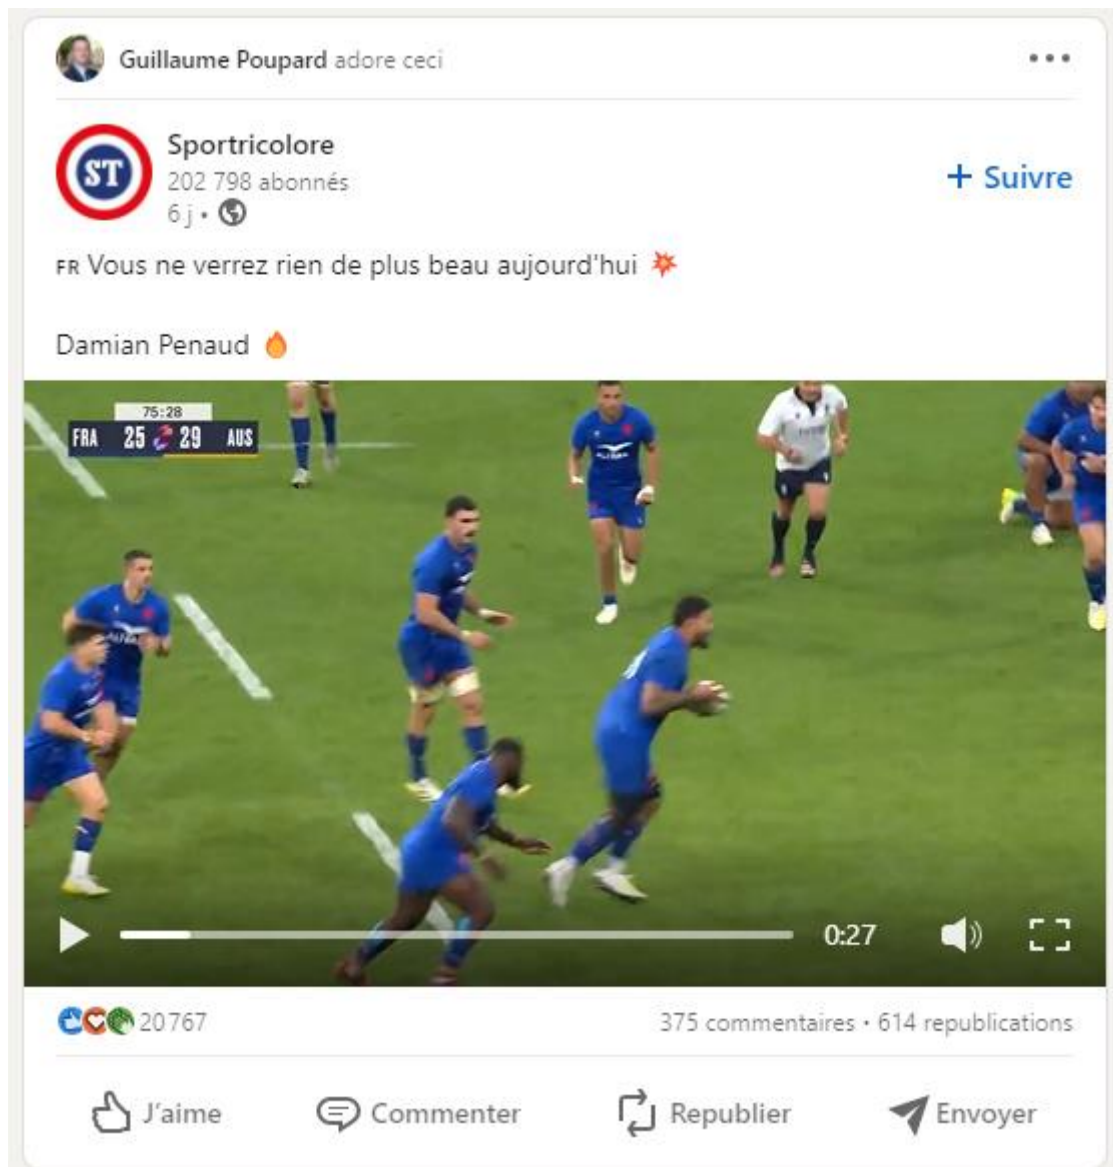 Guillaume Poupard adore ceci
ST
Sportricolore
202 798 abonnés
6 j •
+ Suivre
FR Vous ne verrez rien de plus beau aujourd'hui 💥
Damian Penaud 🔥
75:28
FRA 25 29 AUS
0:27
20 767
375 commentaires • 614 republications
J'aime
Commenter
Republier
Envoyer